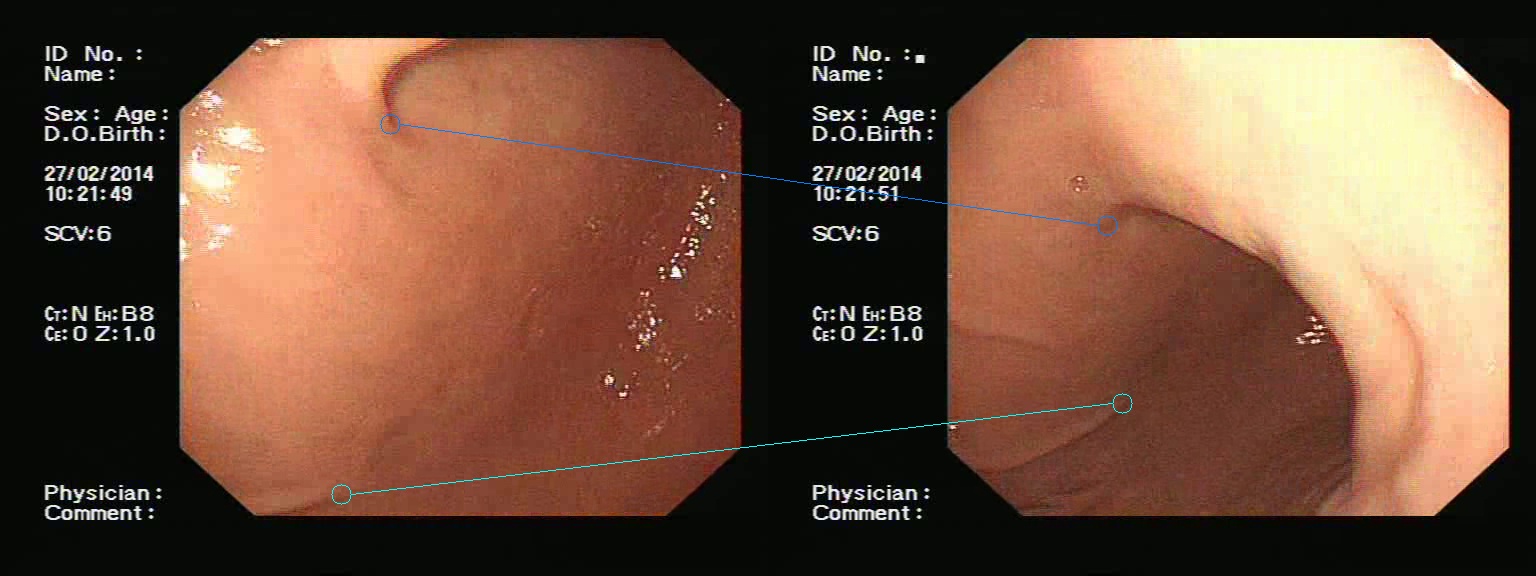 ID No. :
Name:
Sex: Age:
D.O.Birth:
27/02/2014
10:21:49
SCV:6
CT:N EH:B8
CE:0 Z:1.0
Physician:
Comment:
ID No. :
Name:
Sex: Age:
D.O.Birth:
27/02/2014
10:21:51
SCV:6
CT:N EH:B8
CE:0 Z:1.0
Physician:
Comment: